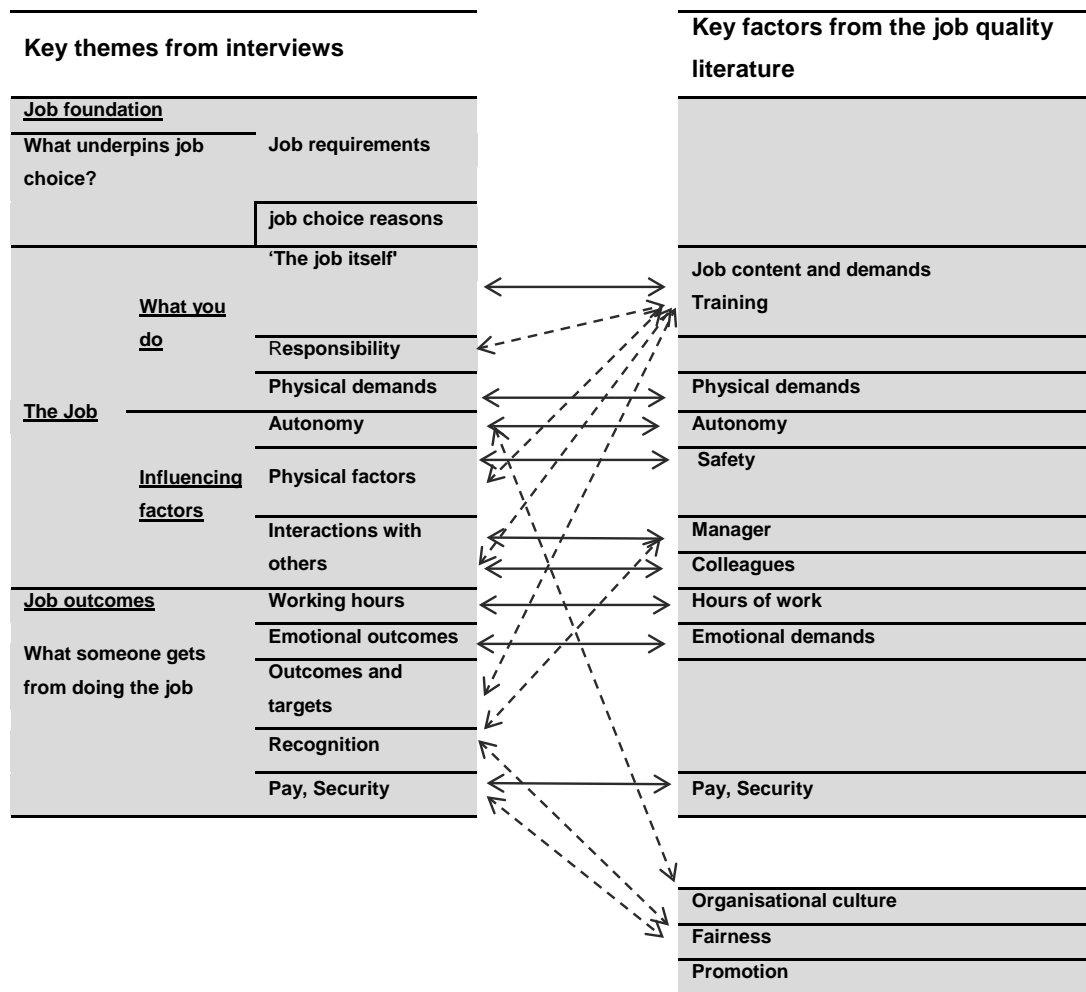 Key themes from interviews
Key factors from the job quality
literature
Job foundation
What underpins job
choice?
Job requirements
job choice reasons
The Job
What you
do
‘The job itself'
Responsibility
Physical demands
Influencing
factors
Autonomy
Physical factors
Interactions with
others
Job outcomes
What someone gets
from doing the job
Working hours
Emotional outcomes
Outcomes and
targets
Recognition
Pay, Security
Job content and demands
Training
Physical demands
Autonomy
Safety
Manager
Colleagues
Hours of work
Emotional demands
Pay, Security
Organisational culture
Fairness
Promotion